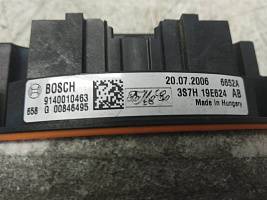 BOSCH
20.07.2006 6652A
9140010463
3S7H 19E624 AB
658 G 00846495
Made in Hungary